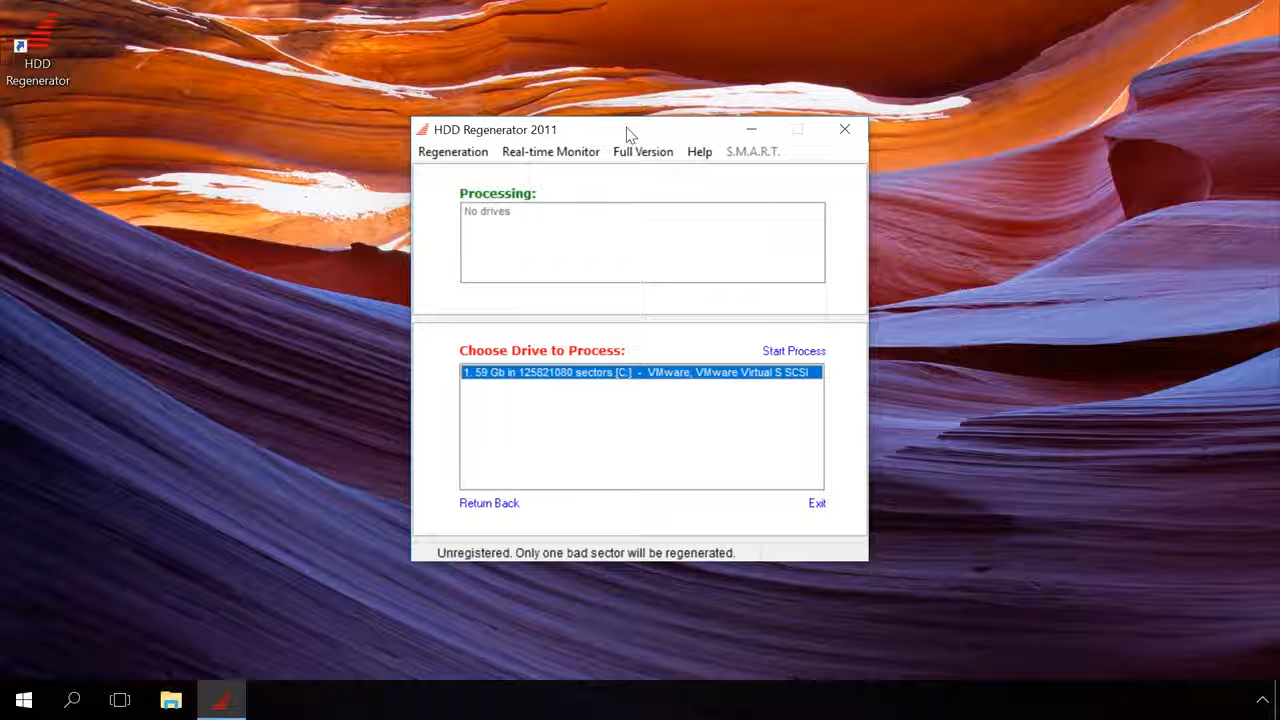 HDD
Regenerator
HDD Regenerator 2011
Regeneration Real-time Monitor Full Version Help S.M.A.R.T.
Processing:
No drives
Choose Drive to Process: Start Process
1. 59 Gb in 125821080 sectors [C:] - VMware, VMware Virtual S SCSI
Return Back Exit
Unregistered. Only one bad sector will be regenerated.